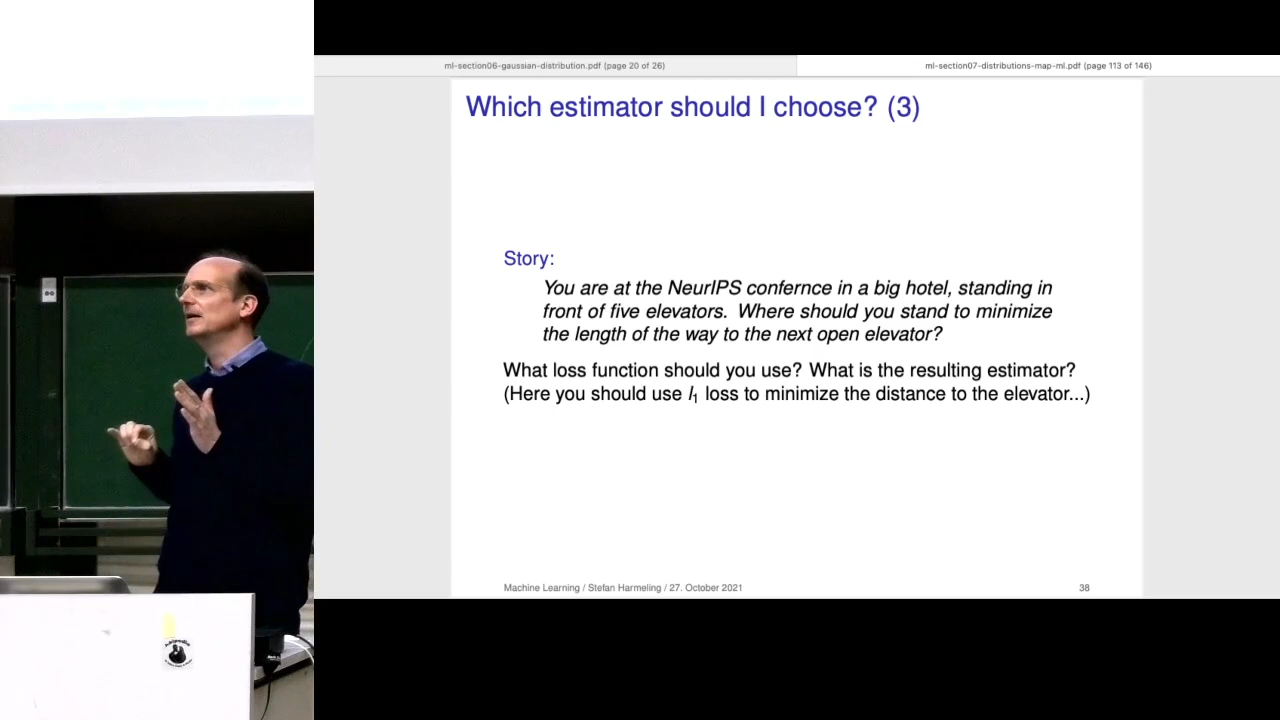 ml-section06-gaussian-distribution.pdf (page 20 of 26)
ml-section07-distributions-map-ml.pdf (page 113 of 146)
Which estimator should I choose? (3)
Story:
You are at the NeurIPS confernce in a big hotel, standing in
front of five elevators. Where should you stand to minimize
the length of the way to the next open elevator?
What loss function should you use? What is the resulting estimator?
(Here you should use l₁ loss to minimize the distance to the elevator...)
Machine Learning / Stefan Harmeling / 27. October 2021
38